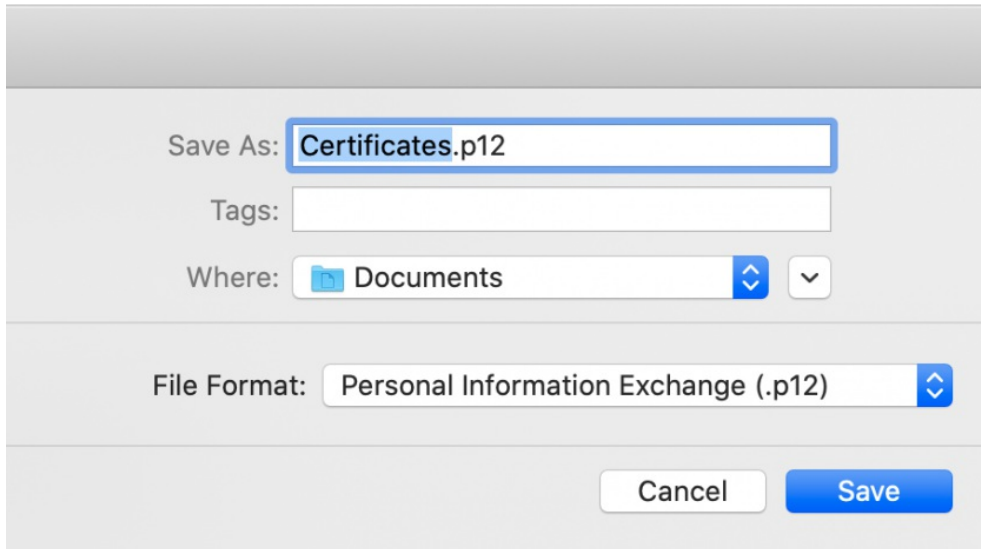 Save As: Certificates.p12
Tags:
Where: Documents
File Format: Personal Information Exchange (.p12)
Cancel Save